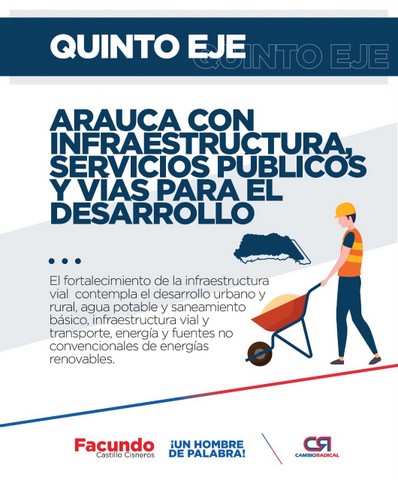 QUINTO EJE
QUINTO EJE
ARAUCA CON
INFRAESTRUCTURA,
SERVICIOS PÚBLICOS
Y VIAS PARA EL
DESARROLLO
El fortalecimiento de la infraestructura
vial contempla el desarrollo urbano y
rural, agua potable y saneamiento
básico, infraestructura vial y
transporte, energía y fuentes no
convencionales de energías
renovables.
Facundo
Castillo Cisneros
¡UN HOMBRE
DE PALABRA!
CR
CAMBIO RADICAL